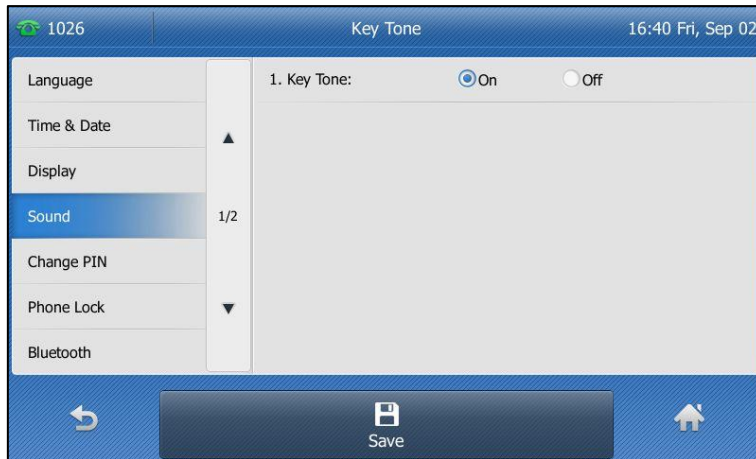 1026 Key Tone 16:40 Fri, Sep 02
Language
Time & Date
Display
Sound
Change PIN
Phone Lock
Bluetooth
1/2
1. Key Tone: On Off
Save